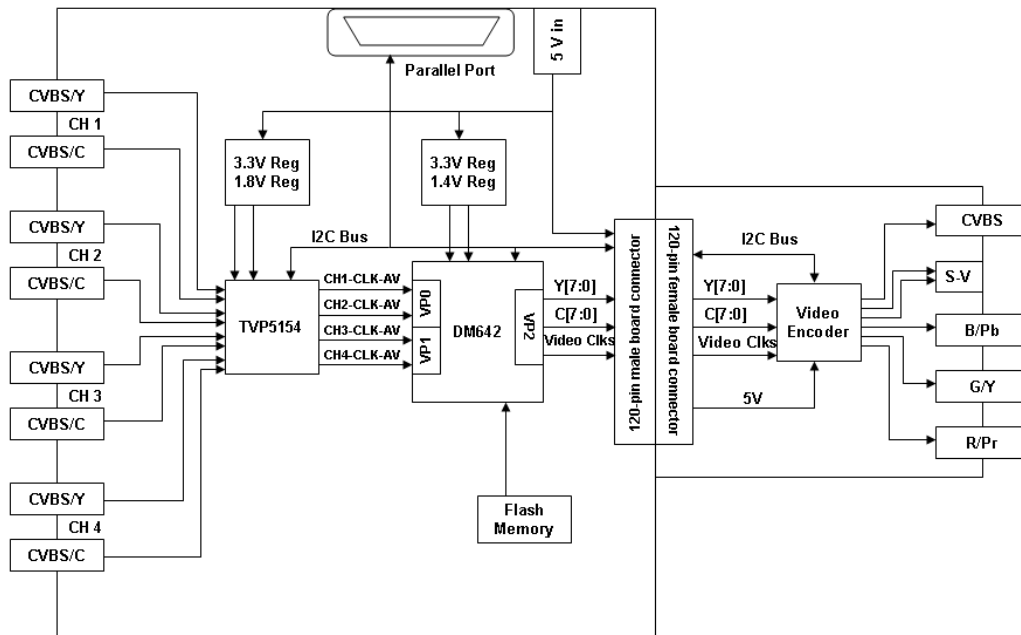 5 V in
Parallel Port
CVBS/Y
CH 1
CVBS/C
CVBS/Y
CH 2
CVBS/C
CVBS/Y
CH 3
CVBS/C
CVBS/Y
CH 4
CVBS/C
3.3V Reg
1.8V Reg
3.3V Reg
1.4V Reg
I2C Bus
TVP5154
CH1-CLK-AV
CH2-CLK-AV
CH3-CLK-AV
CH4-CLK-AV
VP0
VP1
DM642
VP2
Flash
Memory
Y[7:0]
C[7:0]
Video Clks
120-pin male board connector
120-pin female board connector
I2C Bus
Y[7:0]
C[7:0]
Video Clks
5V
Video
Encoder
CVBS
S-V
B/Pb
G/Y
R/Pr